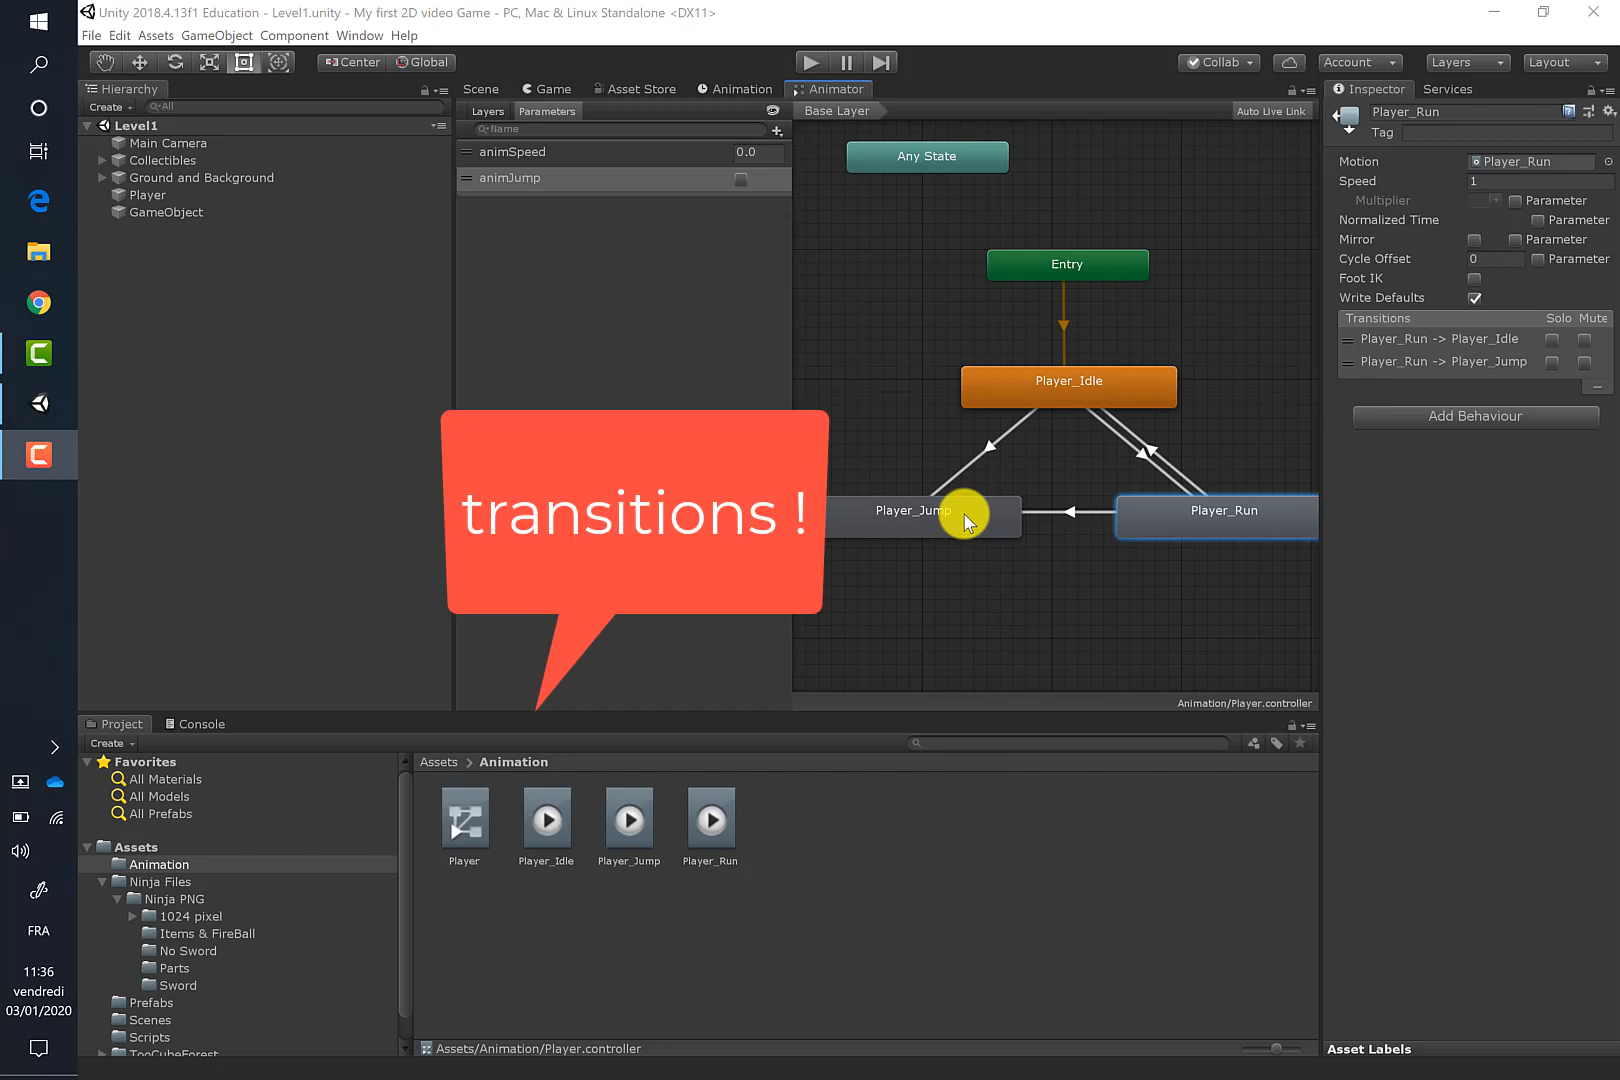 Unity 2018.4.13f1 Education - Level1.unity - My first 2D video Game - PC, Mac & Linux Standalone <DX11>
File Edit Assets GameObject Component Window Help
Center Global
Collab Account Layers Layout
Hierarchy
Create All
Level1
Main Camera
Collectibles
Ground and Background
Player
GameObject
Scene Game Asset Store Animation Animator
Layers Parameters
Name
animSpeed 0.0
animJump
Base Layer
Auto Live Link
Any State
Entry
Player_Idle
Player_Jump
Player_Run
Animation/Player.controller
transitions !
Inspector Services
Player_Run
Tag
Motion Player_Run
Speed 1
Multiplier Parameter
Normalized Time Parameter
Mirror Parameter
Cycle Offset 0 Parameter
Foot IK
Write Defaults
Transitions Solo Mute
Player_Run -> Player_Idle
Player_Run -> Player_Jump
Add Behaviour
Asset Labels
Project Console
Create
Favorites
All Materials
All Models
All Prefabs
Assets
Animation
Ninja Files
Ninja PNG
1024 pixel
Items & FireBall
No Sword
Parts
Sword
Prefabs
Scenes
Scripts
TooCubeForest
Assets > Animation
Player Player_Idle Player_Jump Player_Run
Assets/Animation/Player.controller
FRA
11:36
vendredi
03/01/2020